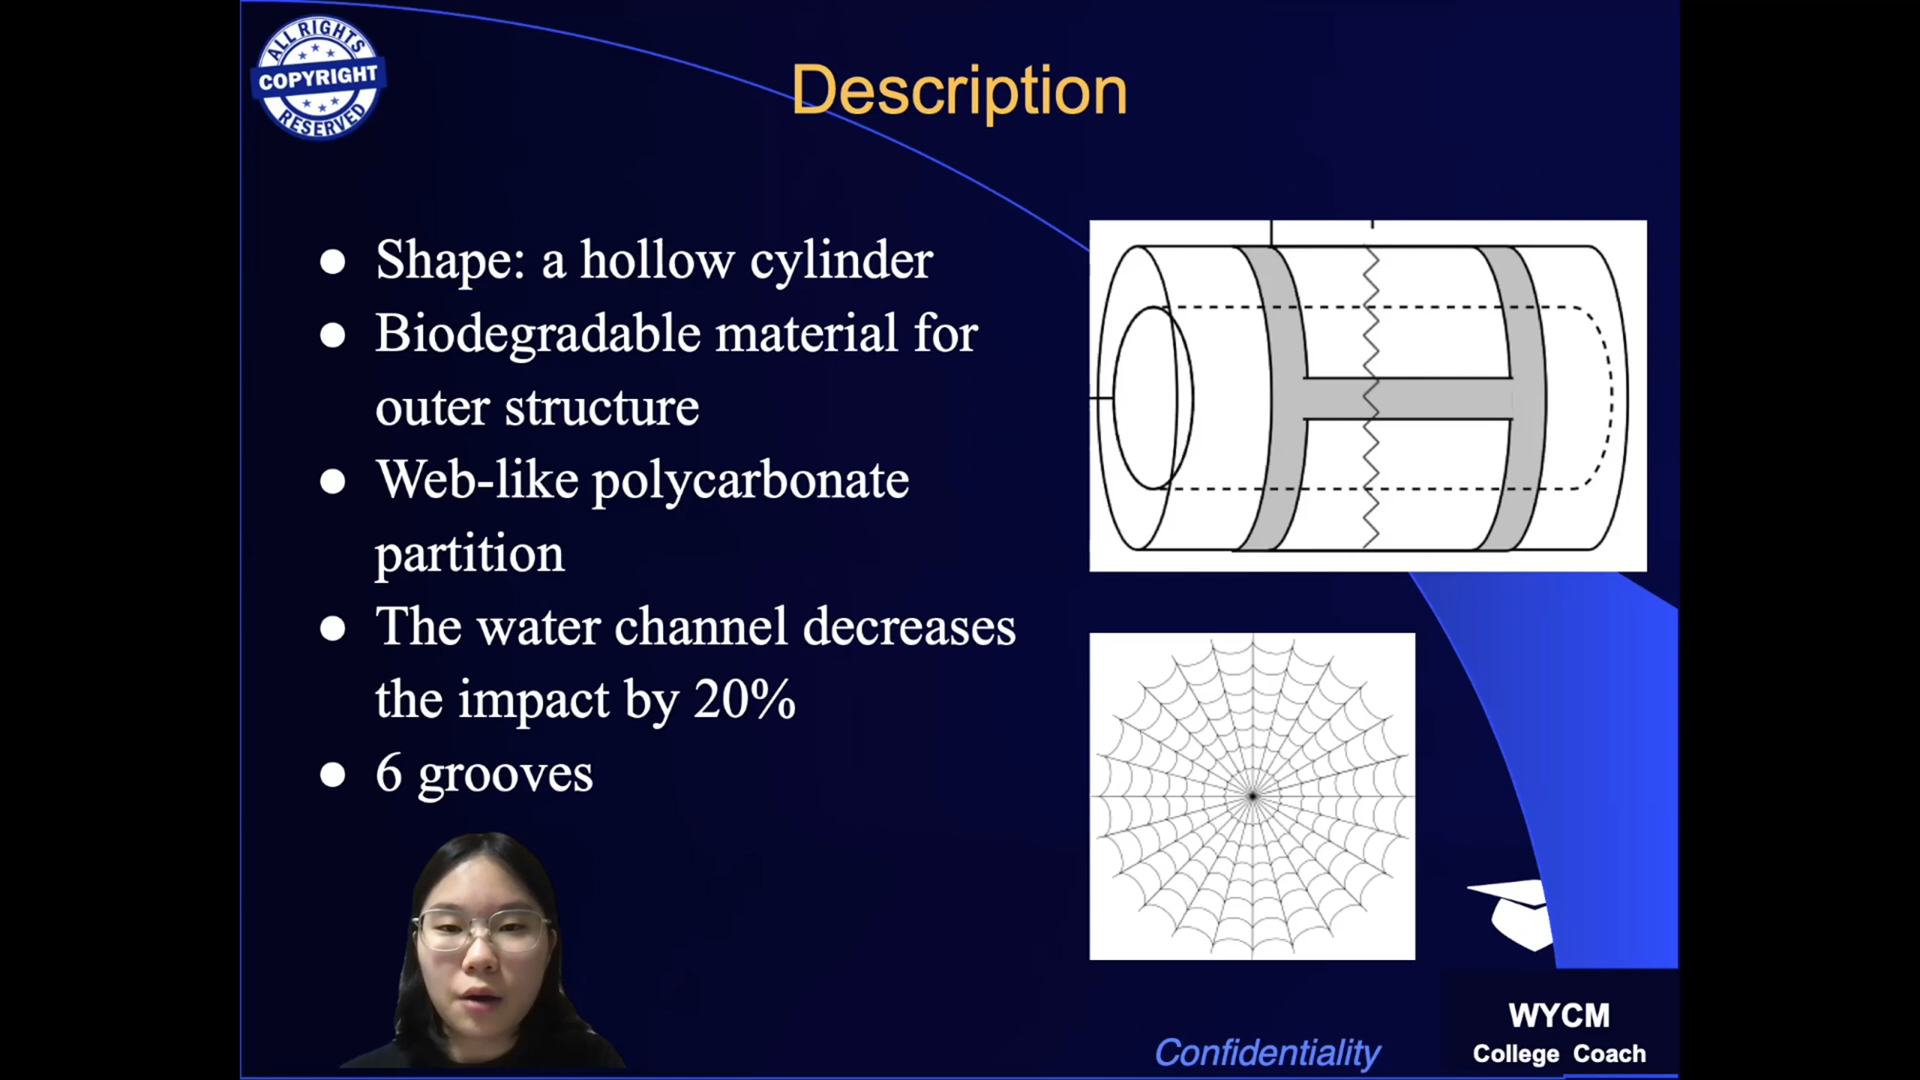 ALL RIGHTS
COPYRIGHT
RESERVED
Description
● Shape: a hollow cylinder
● Biodegradable material for
outer structure
● Web-like polycarbonate
partition
● The water channel decreases
the impact by 20%
● 6 grooves
Confidentiality
WYCM
College Coach